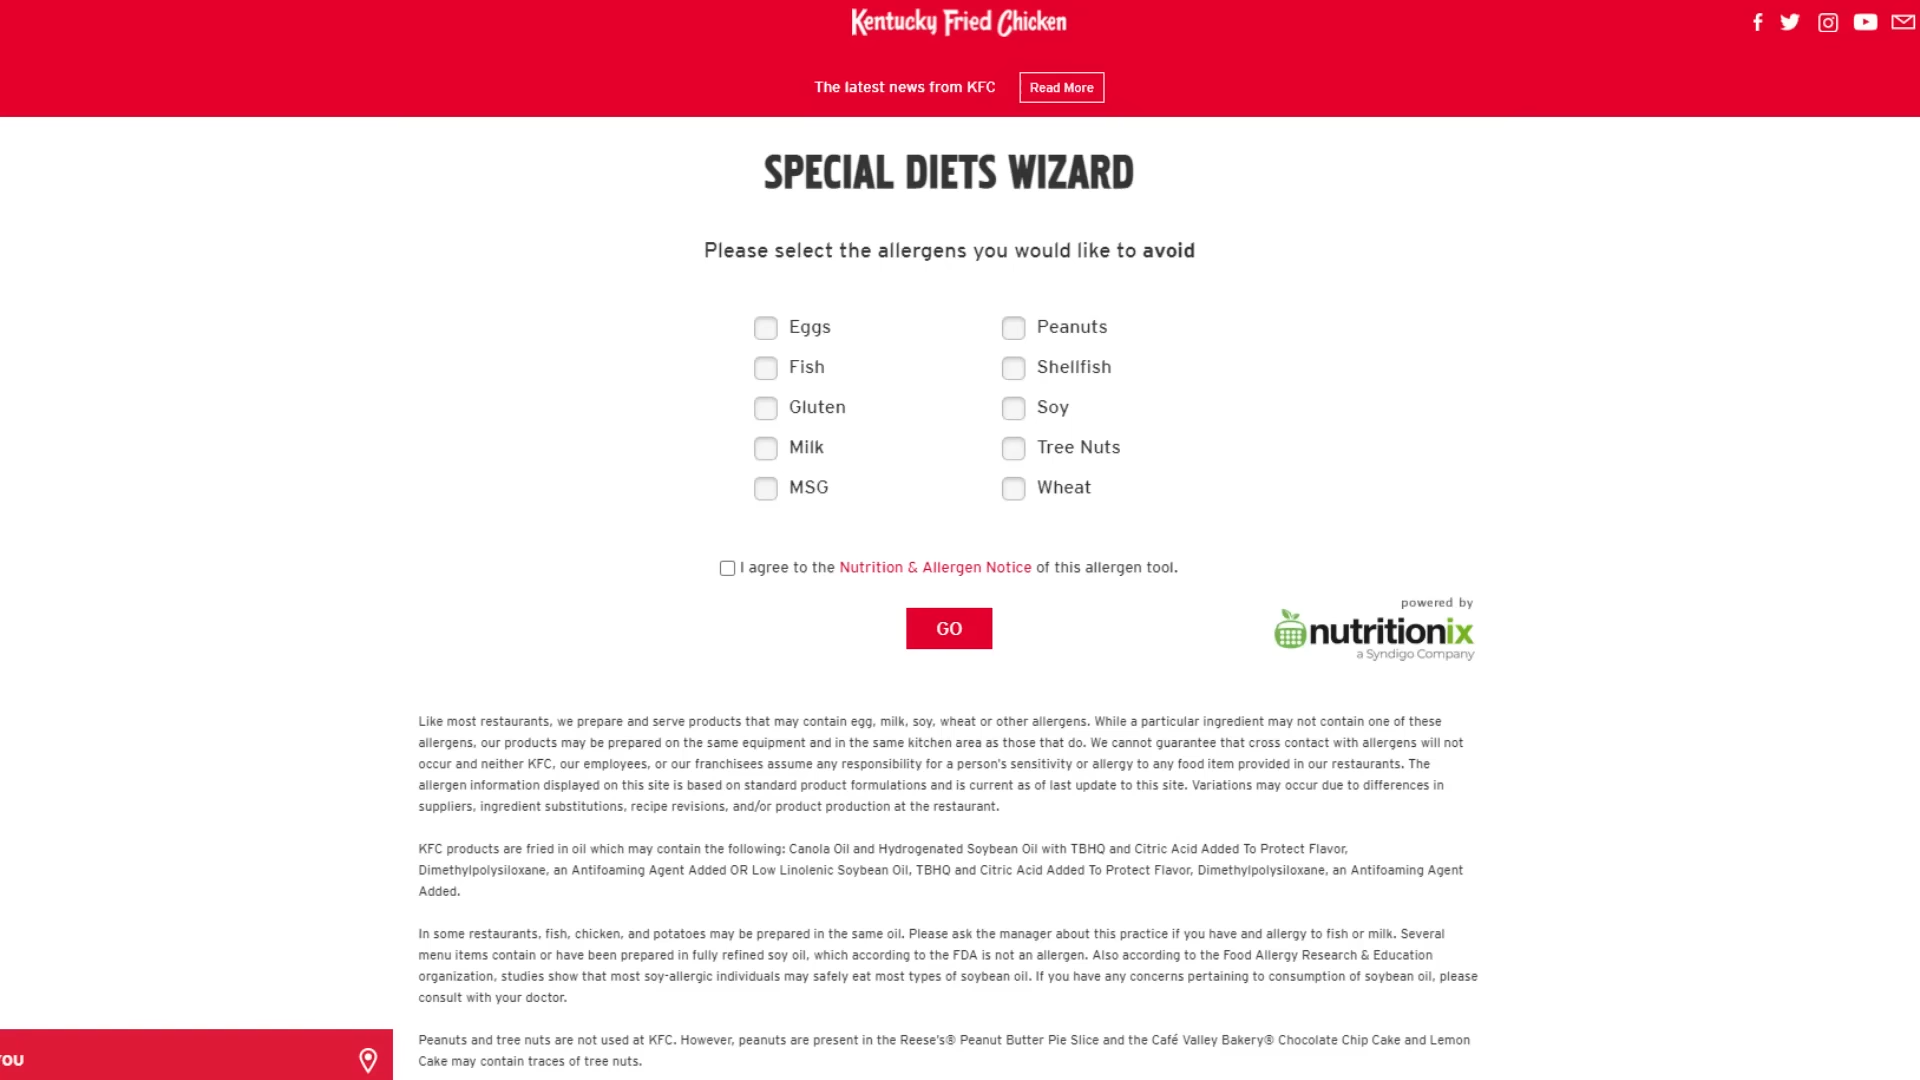 Kentucky Fried Chicken
The latest news from KFC
Read More
SPECIAL DIETS WIZARD
Please select the allergens you would like to avoid
Eggs
Peanuts
Fish
Shellfish
Gluten
Soy
Milk
Tree Nuts
MSG
Wheat
I agree to the Nutrition & Allergen Notice of this allergen tool.
GO
powered by
nutritionix
a Syndigo Company
Like most restaurants, we prepare and serve products that may contain egg, milk, soy, wheat or other allergens. While a particular ingredient may not contain one of these
allergens, our products may be prepared on the same equipment and in the same kitchen area as those that do. We cannot guarantee that cross contact with allergens will not
occur and neither KFC, our employees, or our franchisees assume any responsibility for a person's sensitivity or allergy to any food item provided in our restaurants. The
allergen information displayed on this site is based on standard product formulations and is current as of last update to this site. Variations may occur due to differences in
suppliers, ingredient substitutions, recipe revisions, and/or product production at the restaurant.
KFC products are fried in oil which may contain the following: Canola Oil and Hydrogenated Soybean Oil with TBHQ and Citric Acid Added To Protect Flavor,
Dimethylpolysiloxane, an Antifoaming Agent Added OR Low Linolenic Soybean Oil, TBHQ and Citric Acid Added To Protect Flavor, Dimethylpolysiloxane, an Antifoaming Agent
Added.
In some restaurants, fish, chicken, and potatoes may be prepared in the same oil. Please ask the manager about this practice if you have and allergy to fish or milk. Several
menu items contain or have been prepared in fully refined soy oil, which according to the FDA is not an allergen. Also according to the Food Allergy Research & Education
organization, studies show that most soy-allergic individuals may safely eat most types of soybean oil. If you have any concerns pertaining to consumption of soybean oil, please
consult with your doctor.
Peanuts and tree nuts are not used at KFC. However, peanuts are present in the Reese's® Peanut Butter Pie Slice and the Café Valley Bakery® Chocolate Chip Cake and Lemon
Cake may contain traces of tree nuts.
OU